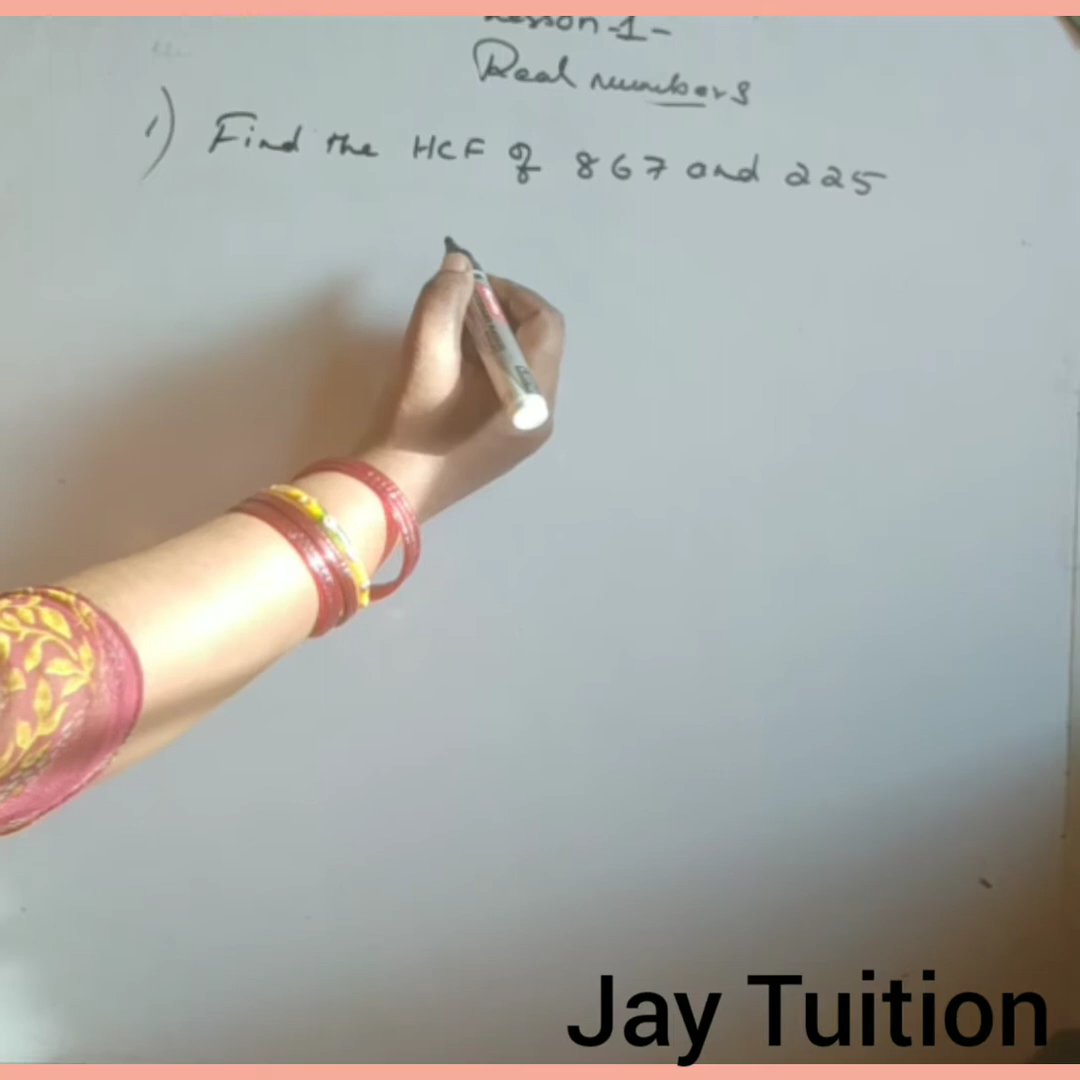 Lesson-1-
Real numbers
1) Find the HCF of 867 and 225
Jay Tuition